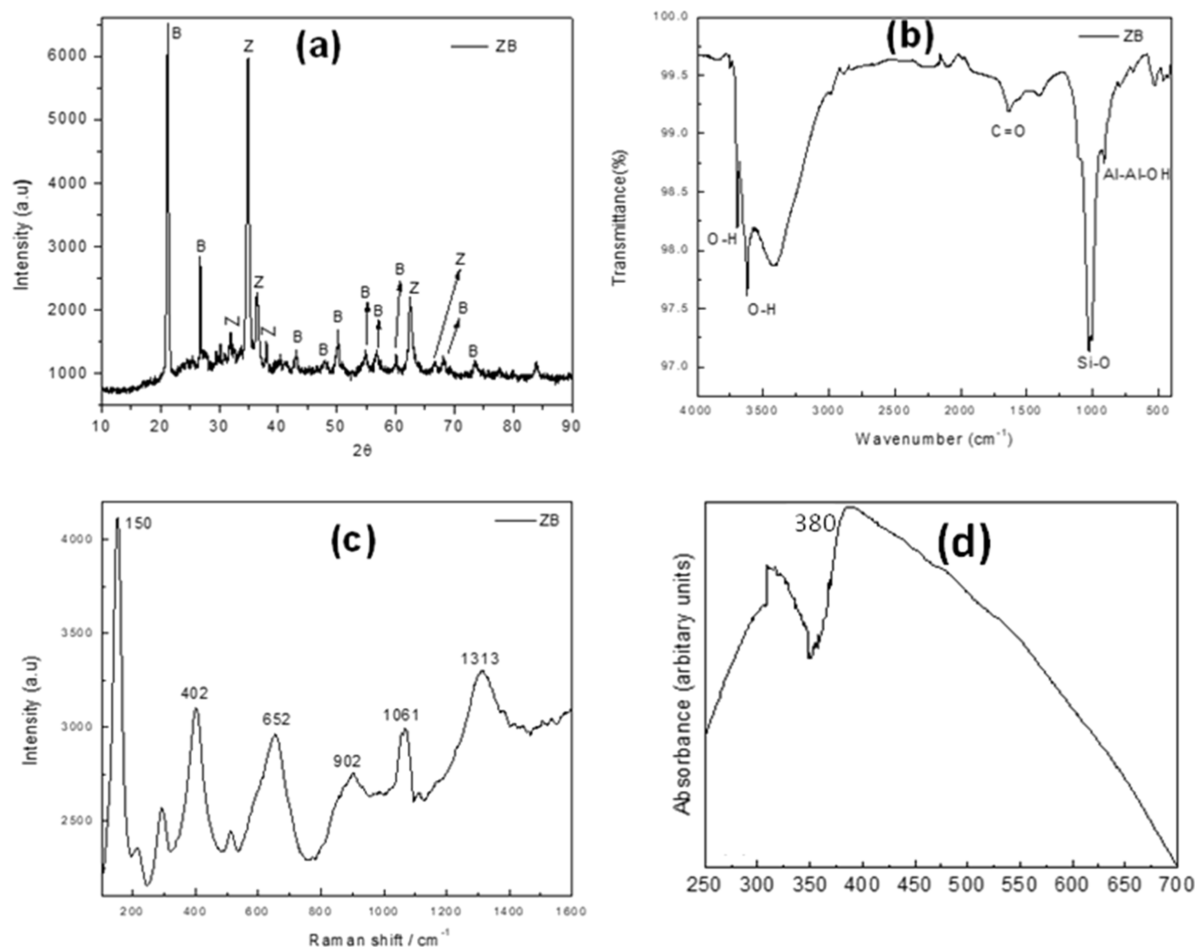 (a)
ZB
B
Z
B
Z
Z
Z
B
B
B
B
B
B
Z
Z
B
B
6000
5000
4000
3000
2000
1000
Intensity (a.u)
10 20 30 40 50 60 70 80 90
2θ
(b)
ZB
100.0
99.5
99.0
98.5
98.0
97.5
97.0
Transmittance(%)
C=O
Al-Al-OH
O-H
O-H
Si-O
4000 3500 3000 2500 2000 1500 1000 500
Wavenumber (cm⁻¹)
(c)
ZB
150
402
652
902
1061
1313
4000
3500
3000
2500
Intensity (a.u)
200 400 600 800 1000 1200 1400 1600
Raman shift / cm⁻¹
380
(d)
Absorbance (arbitary units)
250 300 350 400 450 500 550 600 650 700